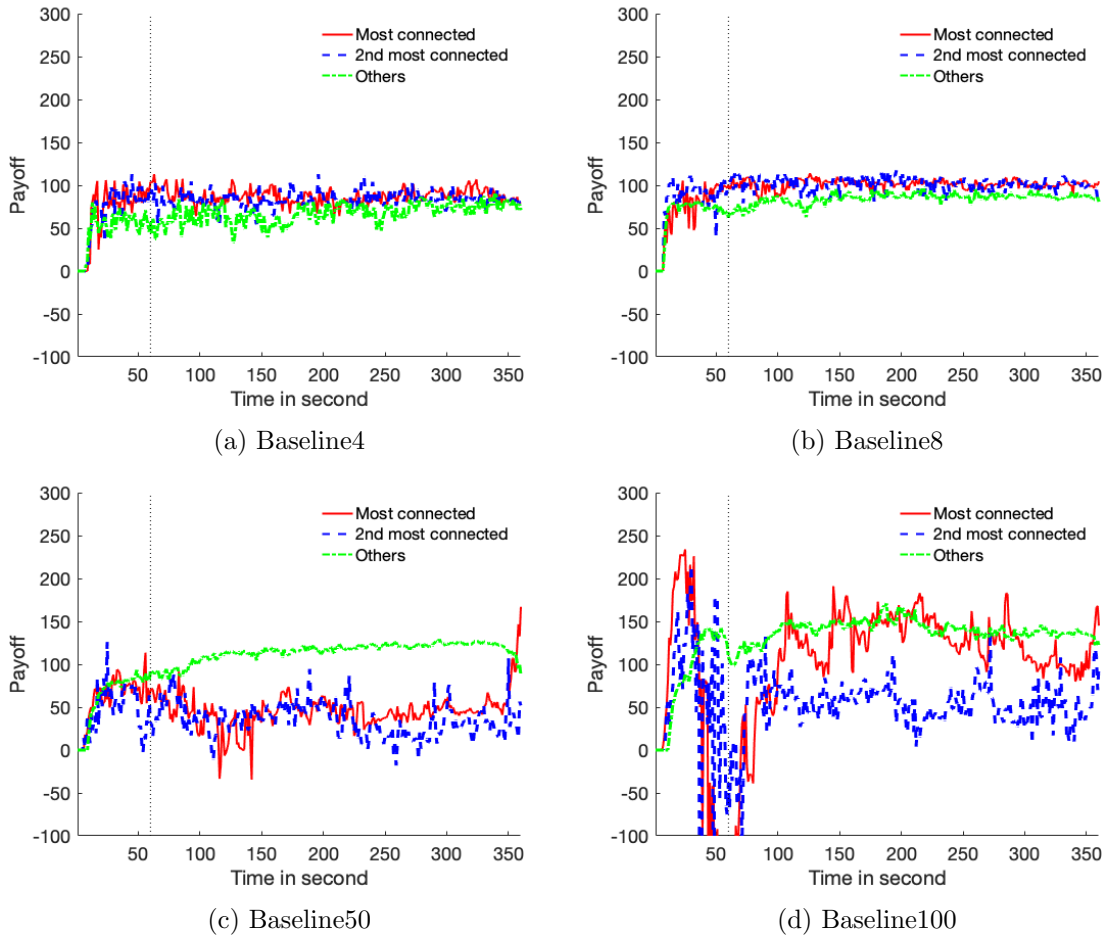 300
250
200
150
100
50
0
-50
-100
Payoff
Most connected
2nd most connected
Others
50 100 150 200 250 300 350
Time in second
(a) Baseline4
300
250
200
150
100
50
0
-50
-100
Payoff
Most connected
2nd most connected
Others
50 100 150 200 250 300 350
Time in second
(b) Baseline8
300
250
200
150
100
50
0
-50
-100
Payoff
Most connected
2nd most connected
Others
50 100 150 200 250 300 350
Time in second
(c) Baseline50
300
250
200
150
100
50
0
-50
-100
Payoff
Most connected
2nd most connected
Others
50 100 150 200 250 300 350
Time in second
(d) Baseline100